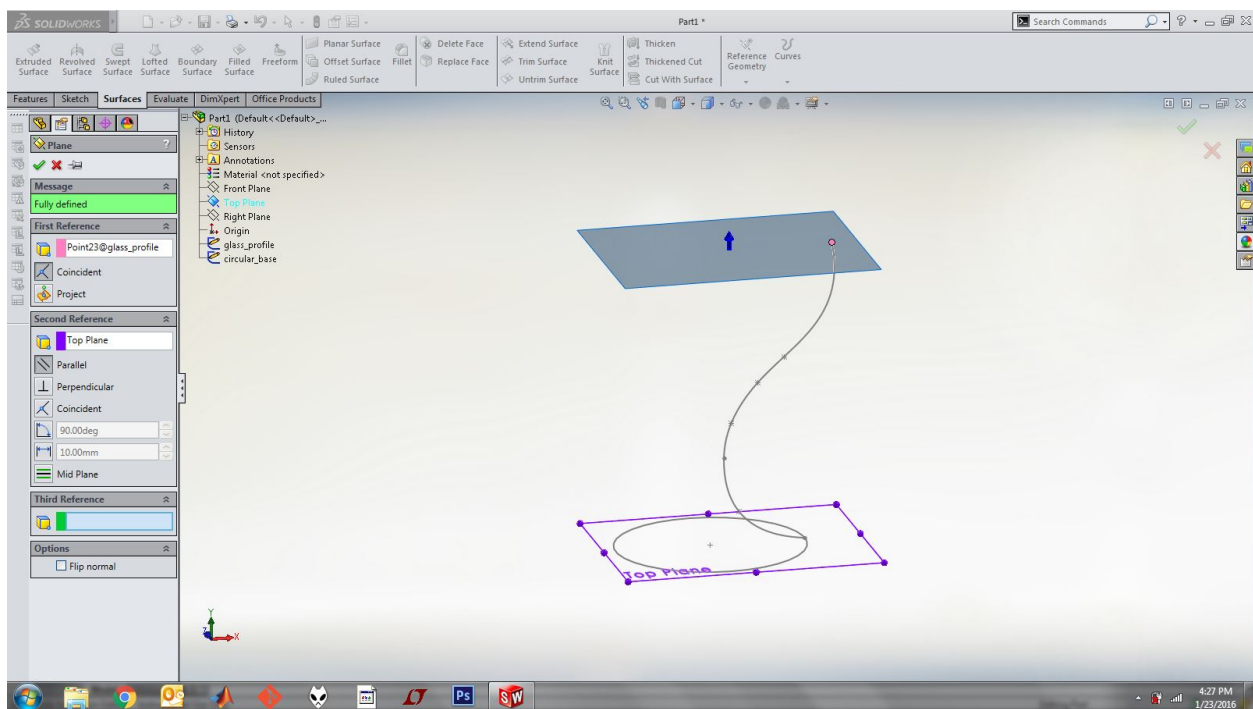 SOLIDWORKS
Part1 *
Search Commands
Extruded Surface
Revolved Surface
Swept Surface
Lofted Surface
Boundary Surface
Filled Surface
Freeform
Planar Surface
Offset Surface
Ruled Surface
Fillet
Delete Face
Replace Face
Extend Surface
Trim Surface
Untrim Surface
Knit Surface
Thicken
Thickened Cut
Cut With Surface
Reference Geometry
Curves
Features Sketch Surfaces Evaluate DimXpert Office Products
Plane ?
Message
Fully defined
First Reference
Point23@glass_profile
Coincident
Project
Second Reference
Top Plane
Parallel
Perpendicular
Coincident
90.00deg
10.00mm
Mid Plane
Third Reference
Options
Flip normal
Part1 (Default<<Default>_...
History
Sensors
Annotations
Material <not specified>
Front Plane
Top Plane
Right Plane
Origin
glass_profile
circular_base
Top Plane
Y
Z
X
Ps
SW
4:27 PM
1/23/2016